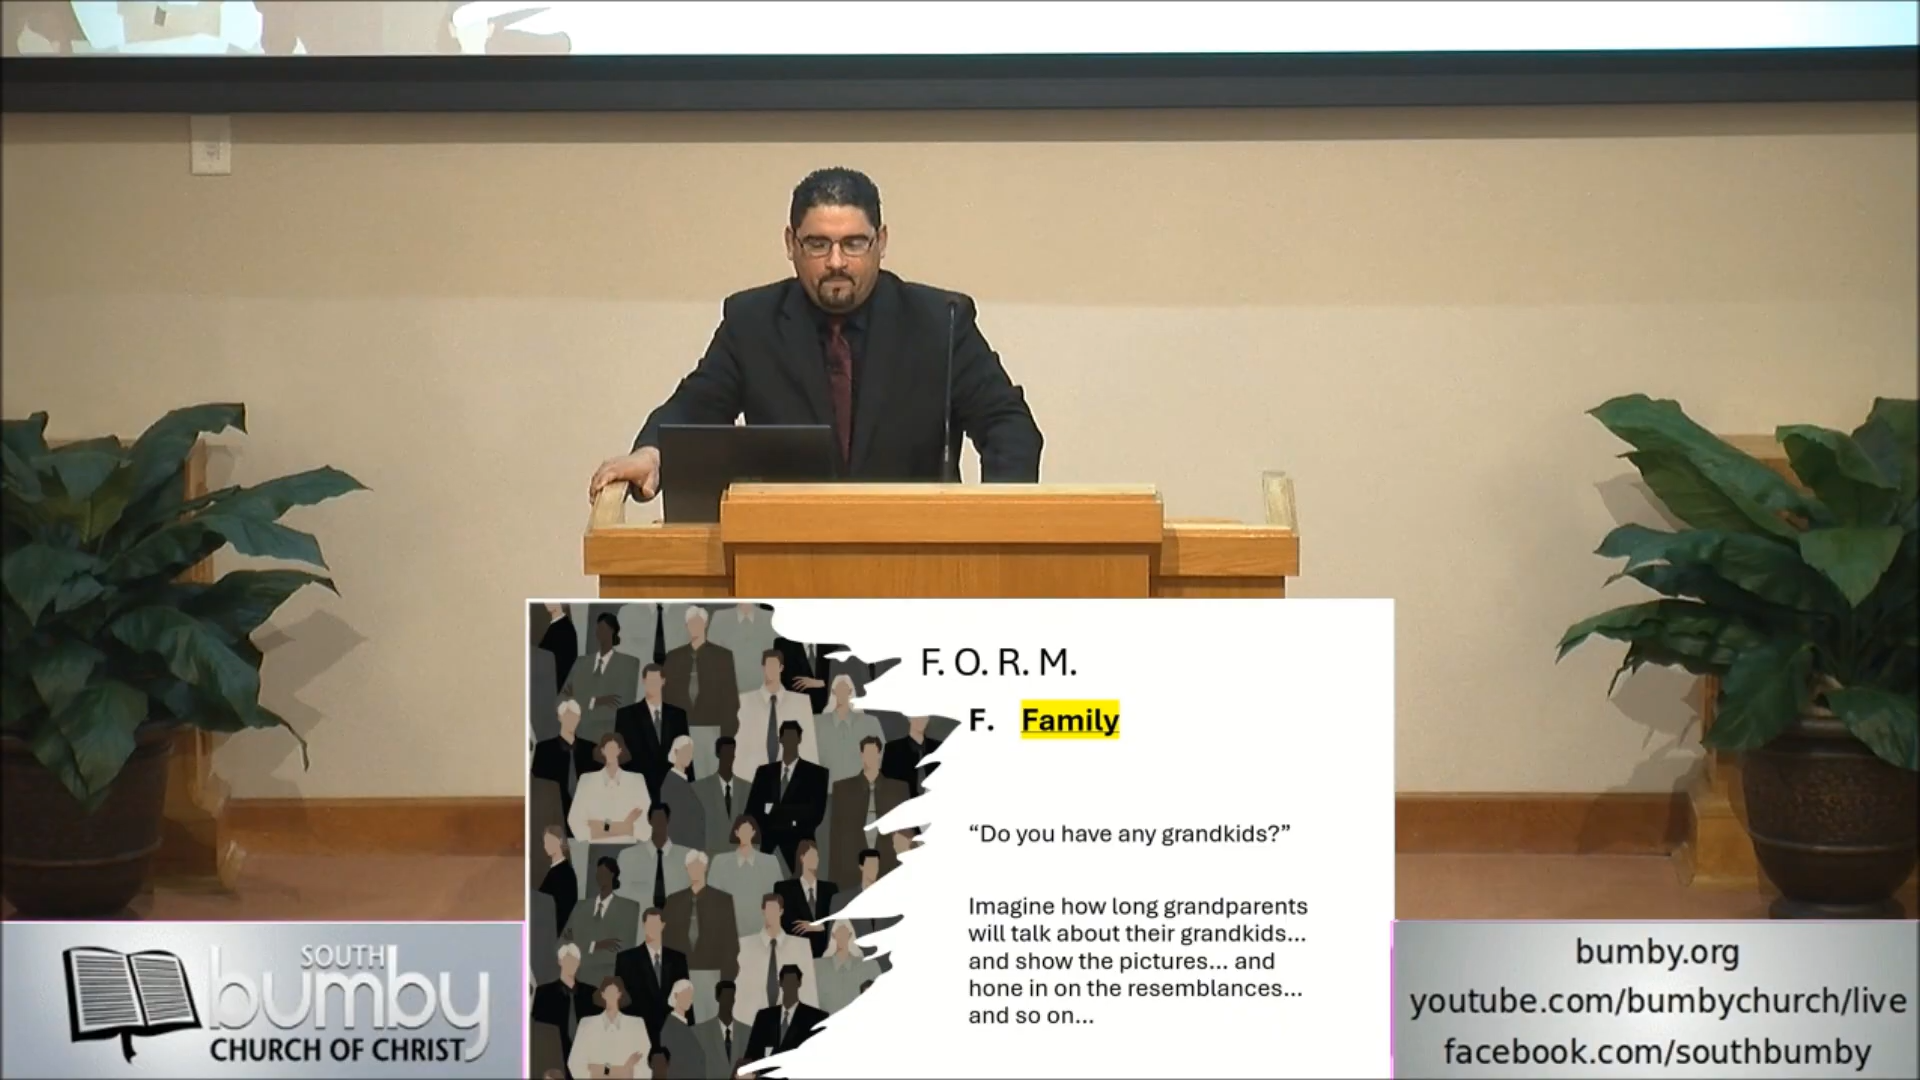 F. O. R. M.
F. Family
“Do you have any grandkids?”
Imagine how long grandparents
will talk about their grandkids...
and show the pictures... and
hone in on the resemblances...
and so on...
SOUTH
bumby
CHURCH OF CHRIST
bumby.org
youtube.com/bumbychurch/live
facebook.com/southbumby